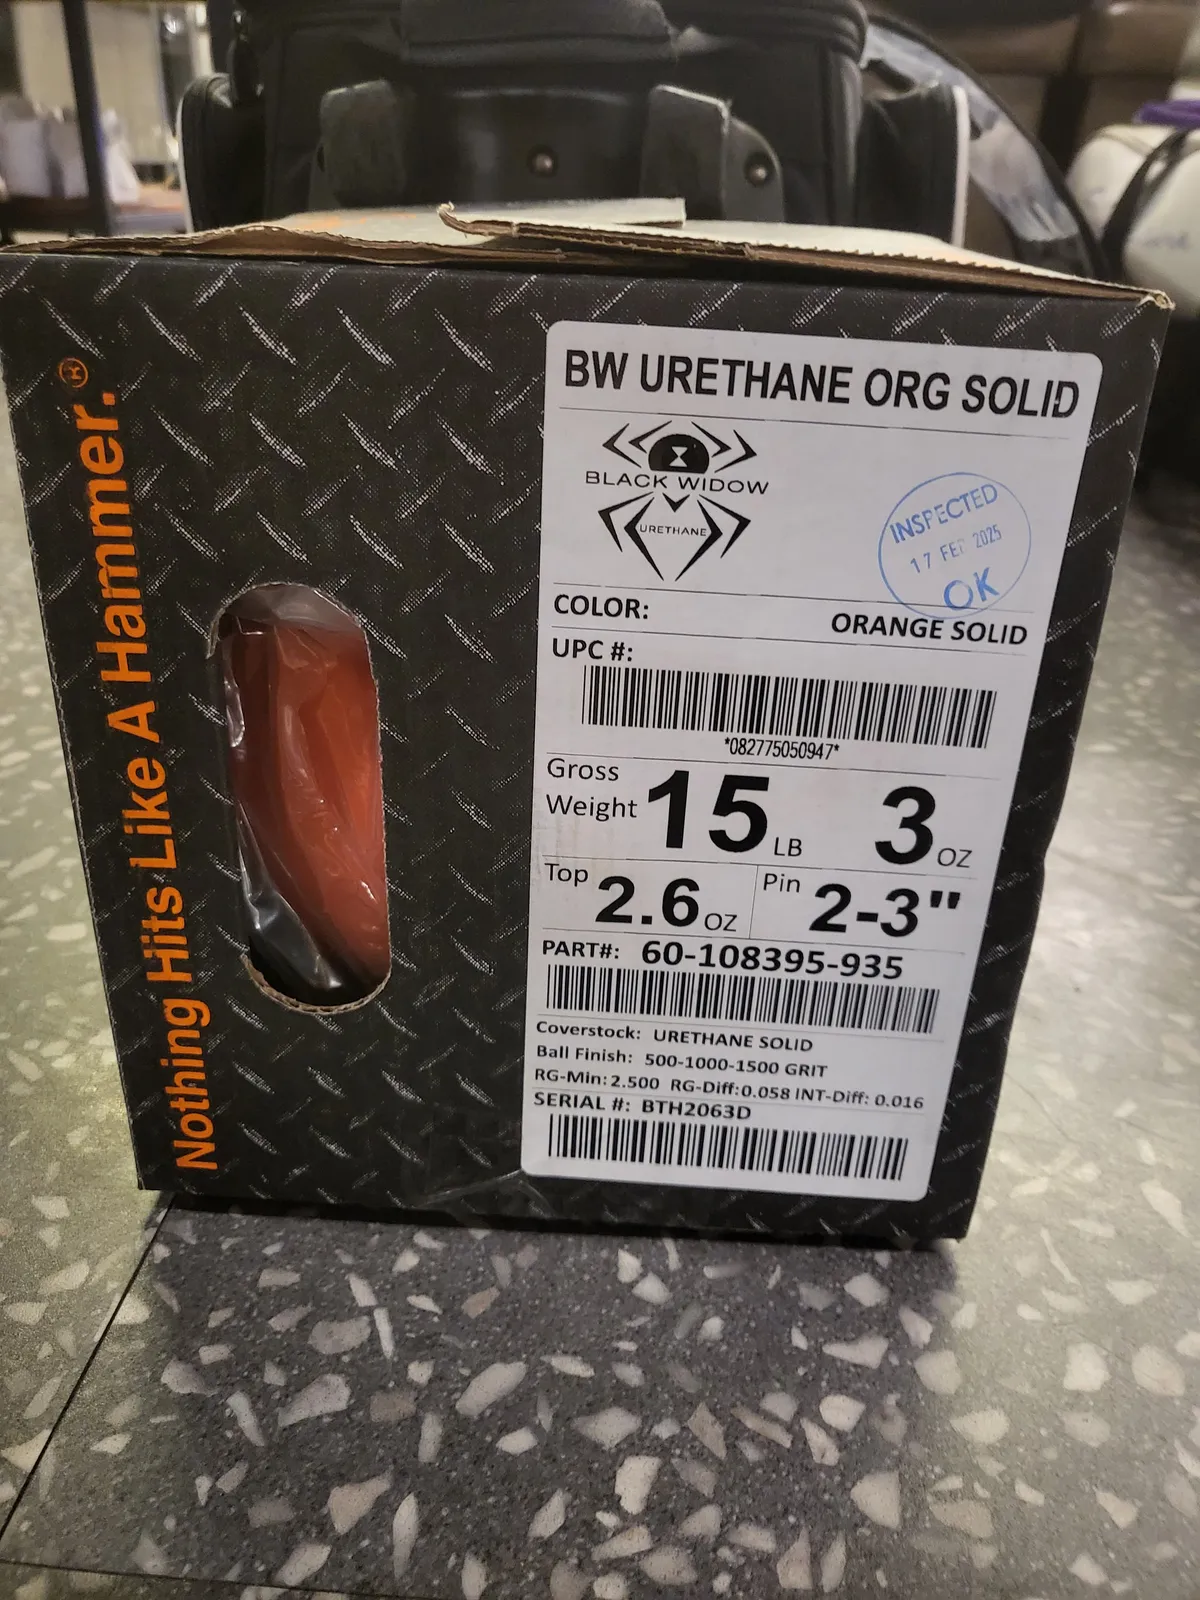 Nothing Hits Like A Hammer.®
BW URETHANE ORG SOLID
BLACK WIDOW
URETHANE
INSPECTED
17 FEB 2025
OK
COLOR: ORANGE SOLID
UPC #:
*082775050947*
Gross Weight 15 LB 3 OZ
Top 2.6 OZ Pin 2-3"
PART#: 60-108395-935
Coverstock: URETHANE SOLID
Ball Finish: 500-1000-1500 GRIT
RG-Min: 2.500 RG-Diff: 0.058 INT-Diff: 0.016
SERIAL #: BTH2063D